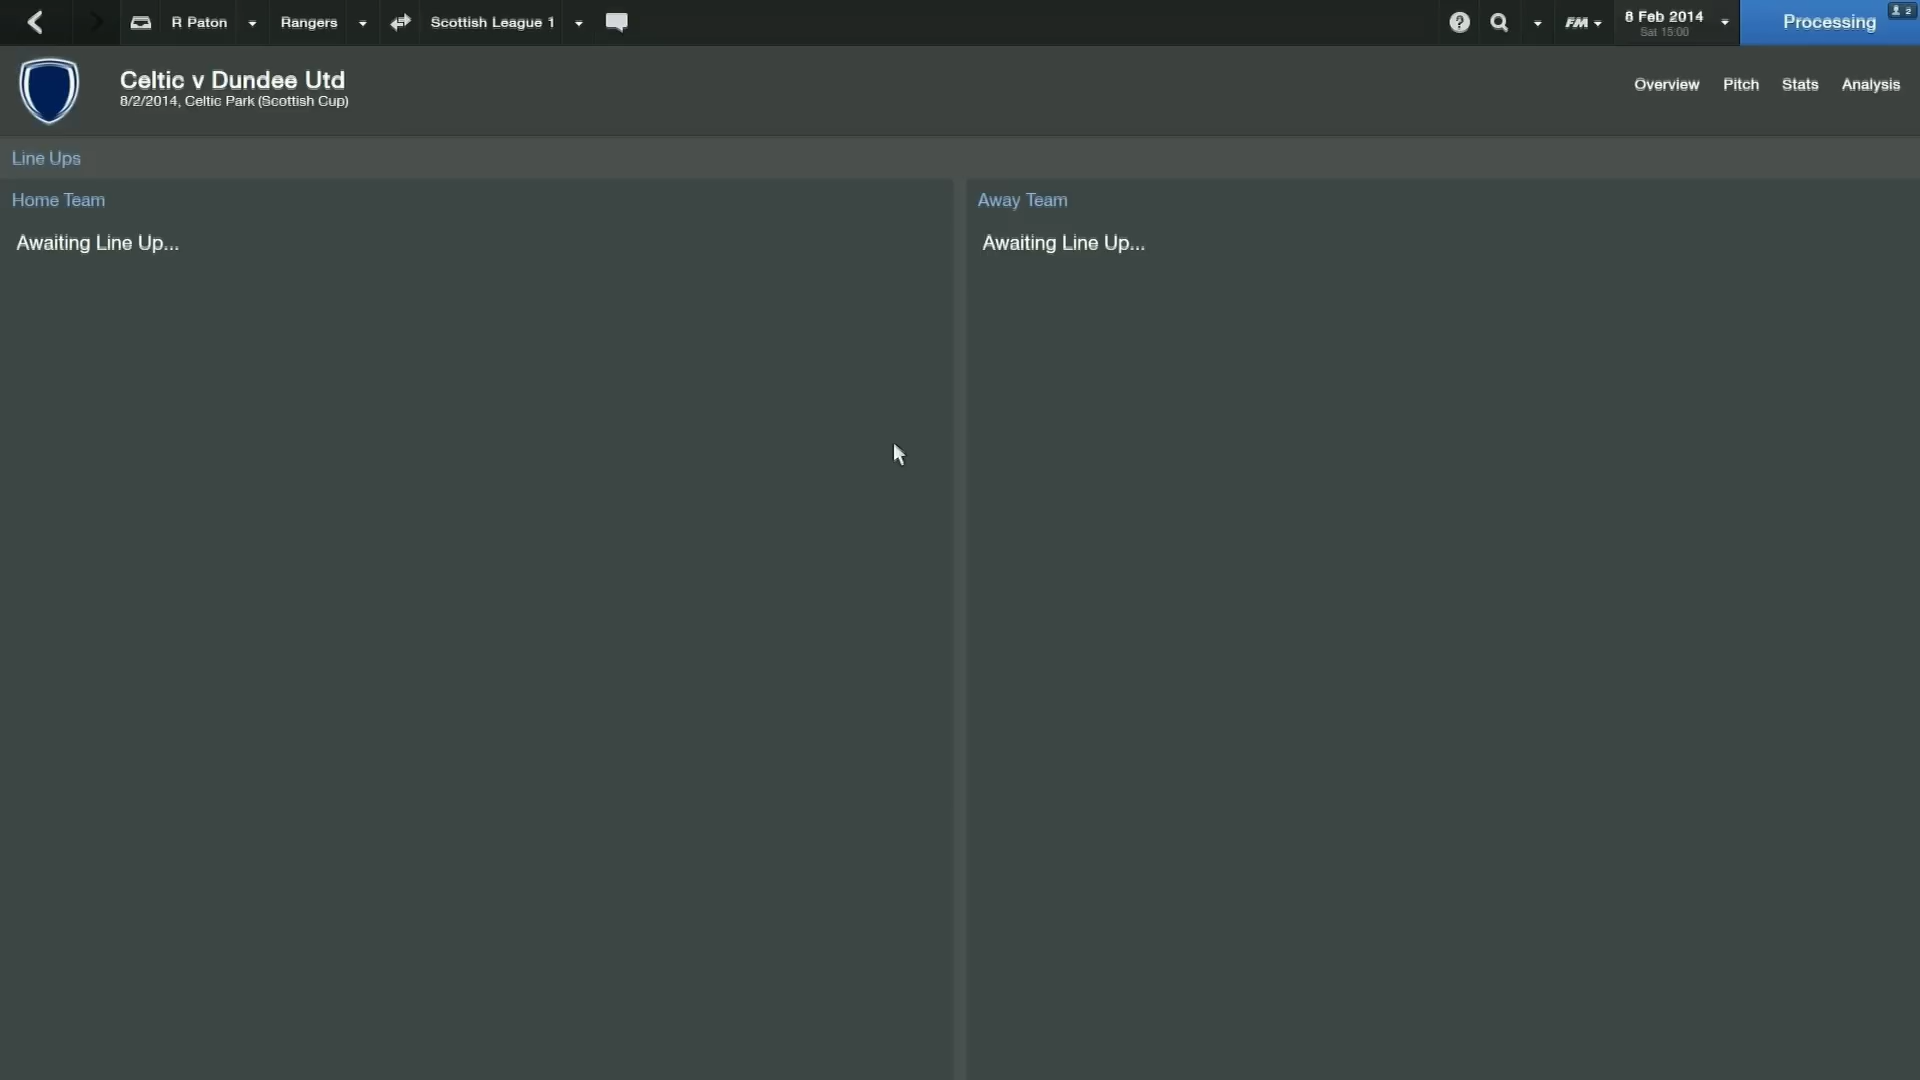 R Paton
Rangers
Scottish League 1
FM
8 Feb 2014
Sat 15:00
Processing
2
Celtic v Dundee Utd
8/2/2014, Celtic Park (Scottish Cup)
Overview
Pitch
Stats
Analysis
Line Ups
Home Team
Away Team
Awaiting Line Up...
Awaiting Line Up...